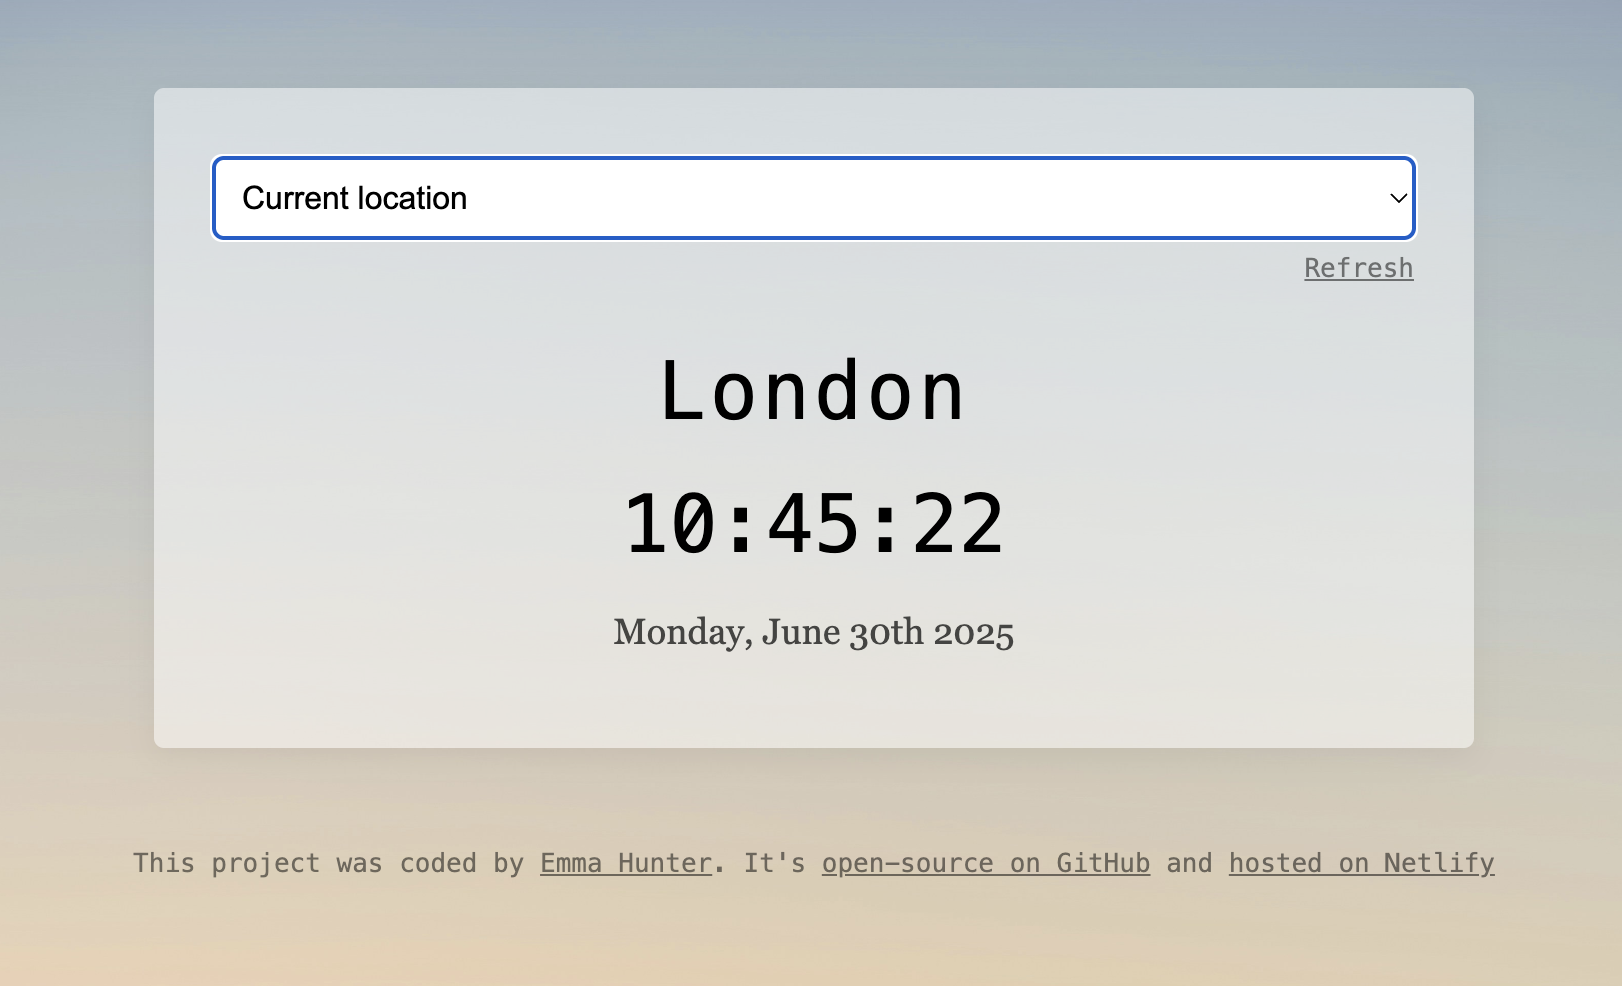 Current location
Refresh
London
10:45:22
Monday, June 30th 2025
This project was coded by Emma Hunter. It's open-source on GitHub and hosted on Netlify